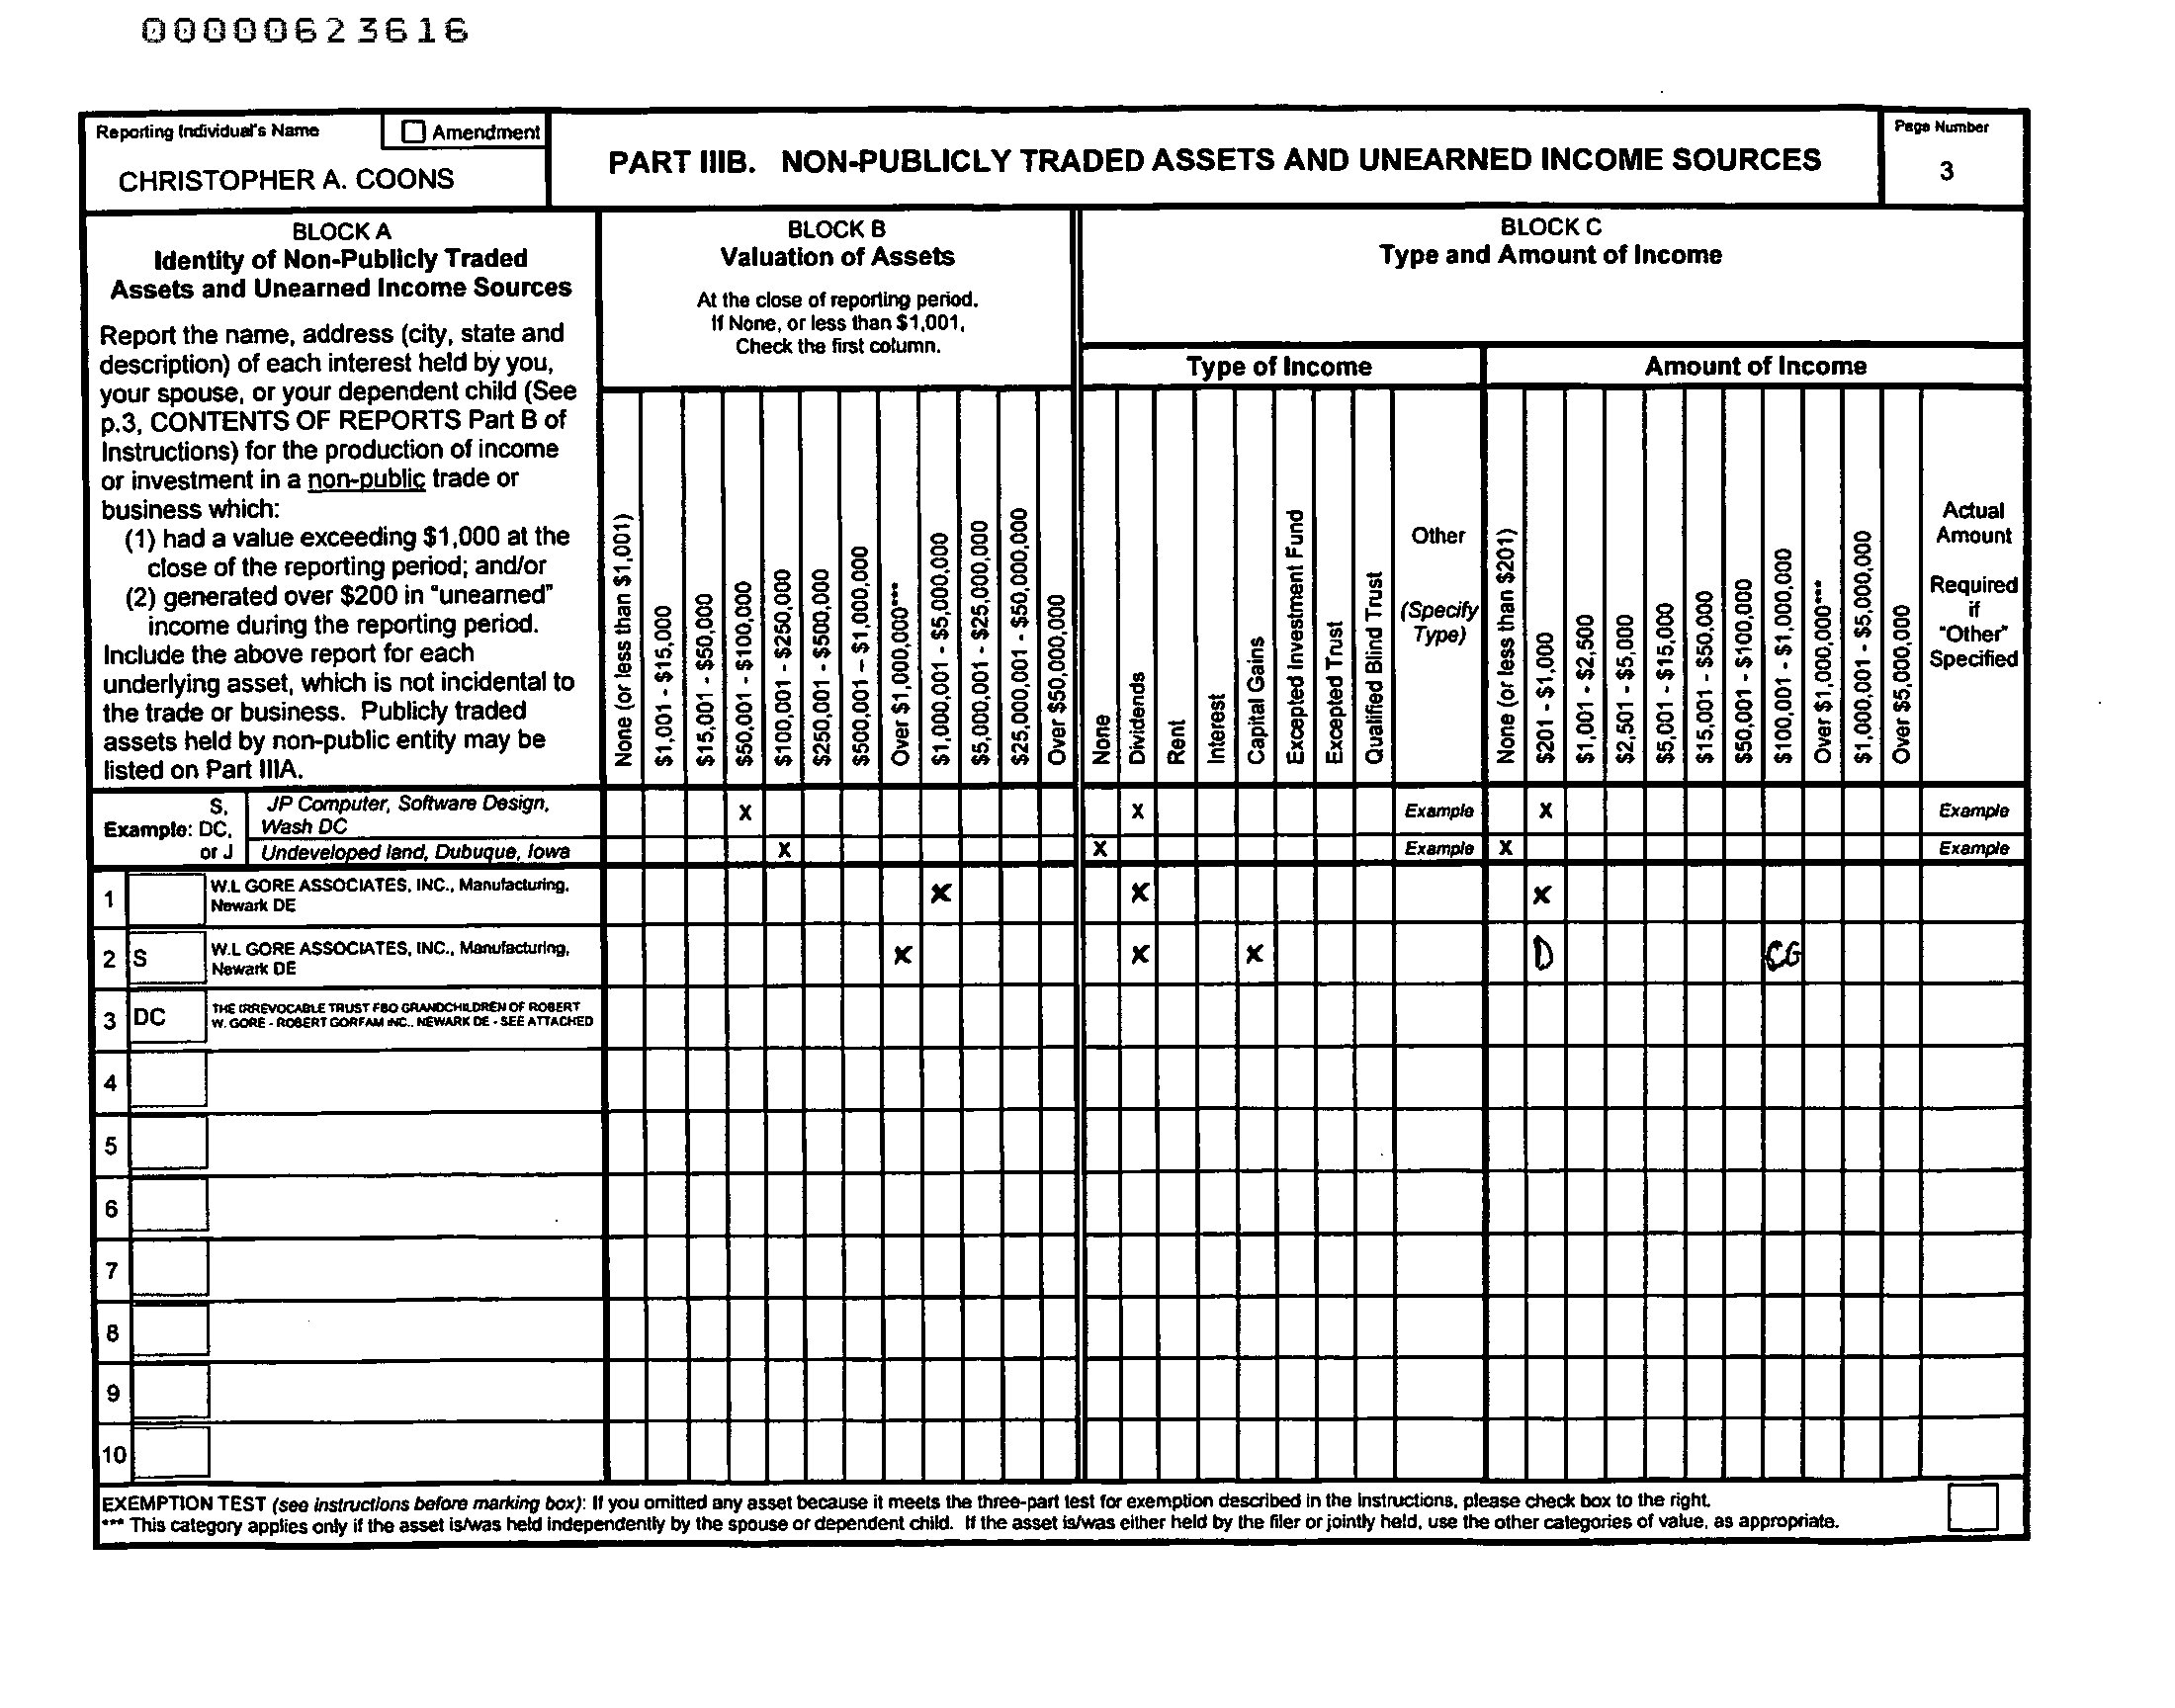 00000623616
Reporting Individual's Name
Amendment
CHRISTOPHER A. COONS
PART IIIB. NON-PUBLICLY TRADED ASSETS AND UNEARNED INCOME SOURCES
Page Number
3
BLOCK A
Identity of Non-Publicly Traded
Assets and Unearned Income Sources
Report the name, address (city, state and
description) of each interest held by you,
your spouse, or your dependent child (See
p.3, CONTENTS OF REPORTS Part B of
Instructions) for the production of income
or investment in a non-public trade or
business which:
(1) had a value exceeding $1,000 at the
close of the reporting period; and/or
(2) generated over $200 in "unearned"
income during the reporting period.
Include the above report for each
underlying asset, which is not incidental to
the trade or business. Publicly traded
assets held by non-public entity may be
listed on Part IIIA.
BLOCK B
Valuation of Assets
At the close of reporting period.
If None, or less than $1,001,
Check the first column.
None (or less than $1,001)
$1,001 - $15,000
$15,001 - $50,000
$50,001 - $100,000
$100,001 - $250,000
$250,001 - $500,000
$500,001 – $1,000,000
Over $1,000,000***
$1,000,001 - $5,000,000
$5,000,001 - $25,000,000
$25,000,001 - $50,000,000
Over $50,000,000
BLOCK C
Type and Amount of Income
Type of Income
None
Dividends
Rent
Interest
Capital Gains
Excepted Investment Fund
Excepted Trust
Qualified Blind Trust
Other
(Specify
Type)
Amount of Income
None (or less than $201)
$201 - $1,000
$1,001 - $2,500
$2,501 - $5,000
$5,001 - $15,000
$15,001 - $50,000
$50,001 - $100,000
$100,001 - $1,000,000
Over $1,000,000***
$1,000,001 - $5,000,000
Over $5,000,000
Actual
Amount
Required
if
"Other"
Specified
Example: S, DC, or J
JP Computer, Software Design,
Wash DC
X X Example X Example
Undeveloped land, Dubuque, Iowa X X Example X Example
1 W.L GORE ASSOCIATES, INC., Manufacturing,
Newark DE
X X X
2 S W.L GORE ASSOCIATES, INC., Manufacturing,
Newark DE
X X X D CG
3 DC THE IRREVOCABLE TRUST FBO GRANDCHILDREN OF ROBERT
W. GORE - ROBERT GORFAM INC., NEWARK DE - SEE ATTACHED
4
5
6
7
8
9
10
EXEMPTION TEST (see instructions before marking box): If you omitted any asset because it meets the three-part test for exemption described in the instructions, please check box to the right.
*** This category applies only if the asset is/was held independently by the spouse or dependent child. If the asset is/was either held by the filer or jointly held, use the other categories of value, as appropriate.